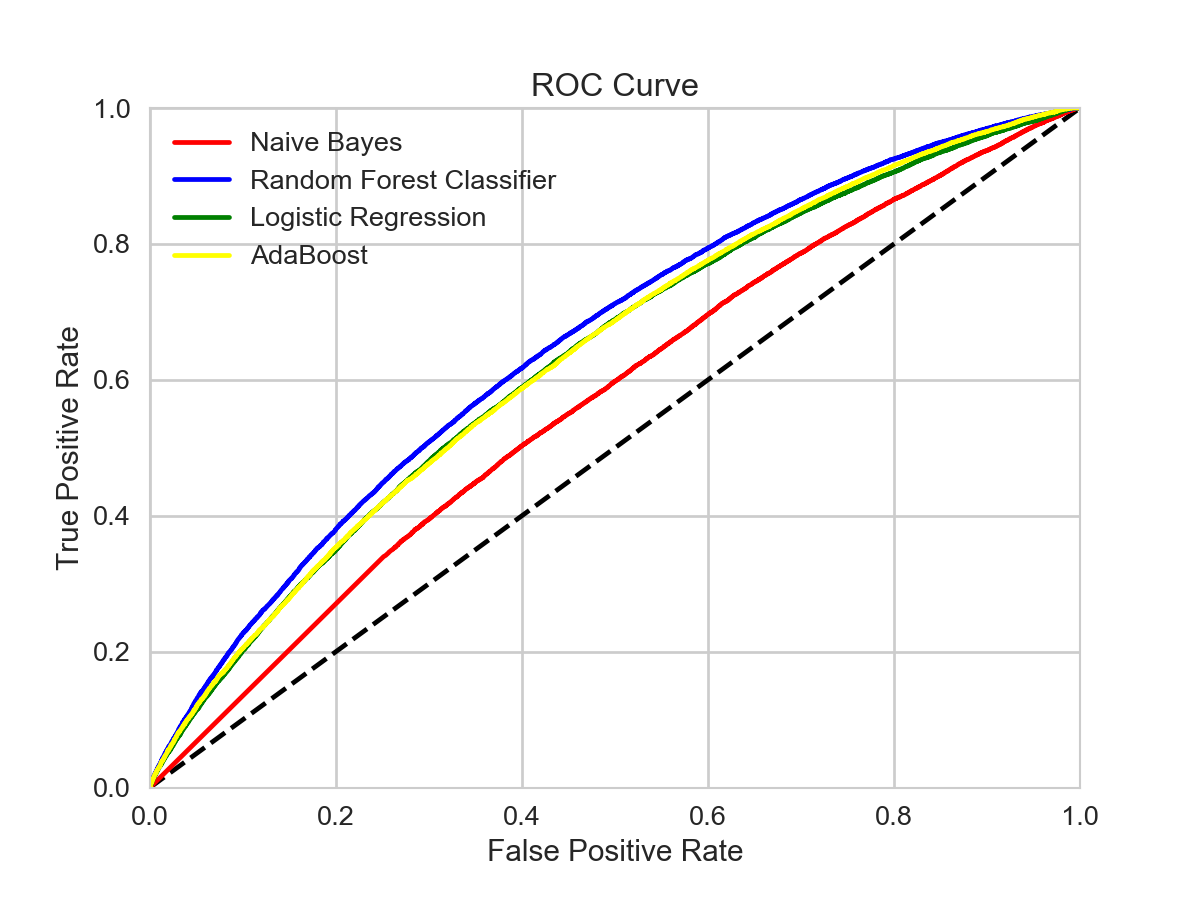 ROC Curve
1.0
Naive Bayes
Random Forest Classifier
Logistic Regression
0.8
AdaBoost
0.6
True Positive Rate
0.4
0.2
0.0
0.0 0.2 0.4 0.6 0.8 1.0
False Positive Rate